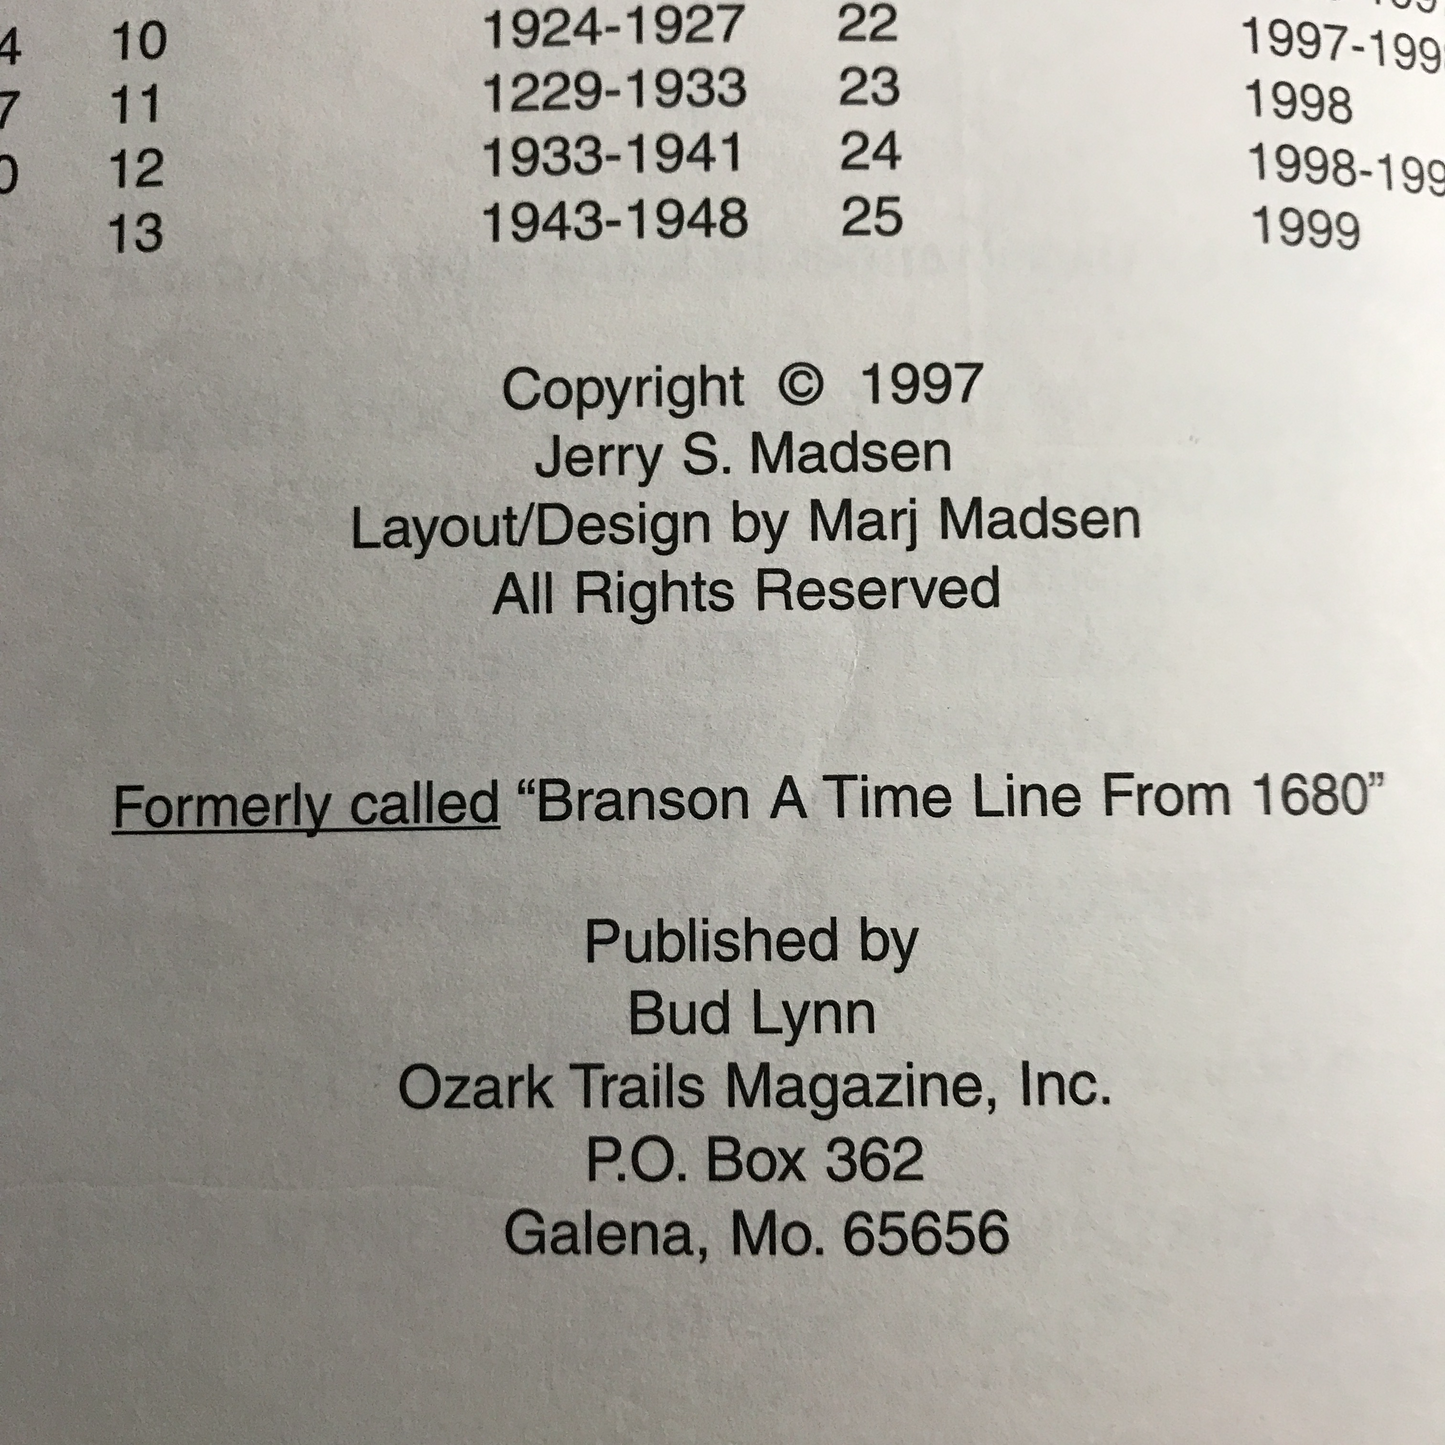 4 10 1924-1927 22 1997-199
7 11 1229-1933 23 1998
0 12 1933-1941 24 1998-199
13 1943-1948 25 1999
Copyright © 1997
Jerry S. Madsen
Layout/Design by Marj Madsen
All Rights Reserved
Formerly called “Branson A Time Line From 1680”
Published by
Bud Lynn
Ozark Trails Magazine, Inc.
P.O. Box 362
Galena, Mo. 65656